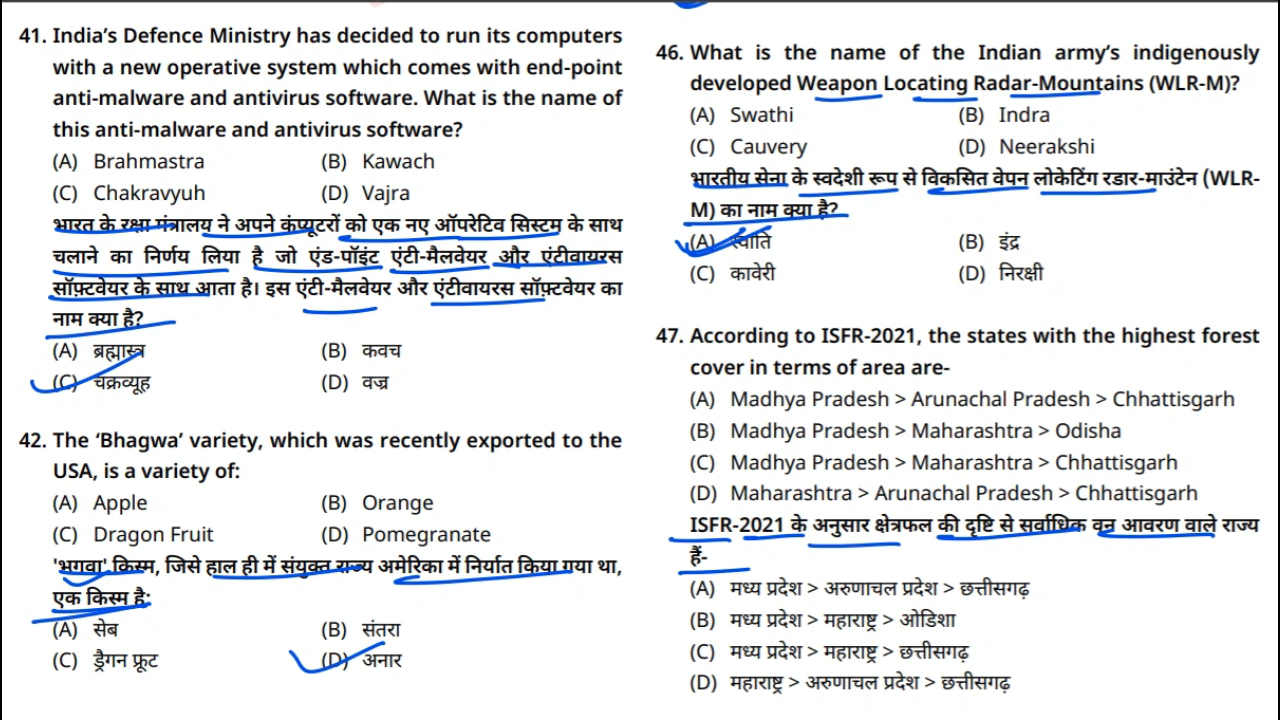 41. India's Defence Ministry has decided to run its computers
with a new operative system which comes with end-point
anti-malware and antivirus software. What is the name of
this anti-malware and antivirus software?
(A) Brahmastra (B) Kawach
(C) Chakravyuh (D) Vajra
भारत के रक्षा मंत्रालय ने अपने कंप्यूटरों को एक नए ऑपरेटिव सिस्टम के साथ
चलाने का निर्णय लिया है जो एंड-पॉइंट एंटी-मैलवेयर और एंटीवायरस
सॉफ़्टवेयर के साथ आता है। इस एंटी-मैलवेयर और एंटीवायरस सॉफ़्टवेयर का
नाम क्या है?
(A) ब्रह्मास्त्र (B) कवच
(C) चक्रव्यूह (D) वज्र
42. The ‘Bhagwa’ variety, which was recently exported to the
USA, is a variety of:
(A) Apple (B) Orange
(C) Dragon Fruit (D) Pomegranate
'भगवा' किस्म, जिसे हाल ही में संयुक्त राज्य अमेरिका में निर्यात किया गया था,
एक किस्म है:
(A) सेब (B) संतरा
(C) ड्रैगन फ्रूट (D) अनार
46. What is the name of the Indian army's indigenously
developed Weapon Locating Radar-Mountains (WLR-M)?
(A) Swathi (B) Indra
(C) Cauvery (D) Neerakshi
भारतीय सेना के स्वदेशी रूप से विकसित वेपन लोकेटिंग रडार-माउंटेन (WLR-
M) का नाम क्या है?
(A) स्वाति (B) इंद्र
(C) कावेरी (D) निरक्षी
47. According to ISFR-2021, the states with the highest forest
cover in terms of area are-
(A) Madhya Pradesh > Arunachal Pradesh > Chhattisgarh
(B) Madhya Pradesh > Maharashtra > Odisha
(C) Madhya Pradesh > Maharashtra > Chhattisgarh
(D) Maharashtra > Arunachal Pradesh > Chhattisgarh
ISFR-2021 के अनुसार क्षेत्रफल की दृष्टि से सर्वाधिक वन आवरण वाले राज्य
हैं-
(A) मध्य प्रदेश > अरुणाचल प्रदेश > छत्तीसगढ़
(B) मध्य प्रदेश > महाराष्ट्र > ओडिशा
(C) मध्य प्रदेश > महाराष्ट्र > छत्तीसगढ़
(D) महाराष्ट्र > अरुणाचल प्रदेश > छत्तीसगढ़